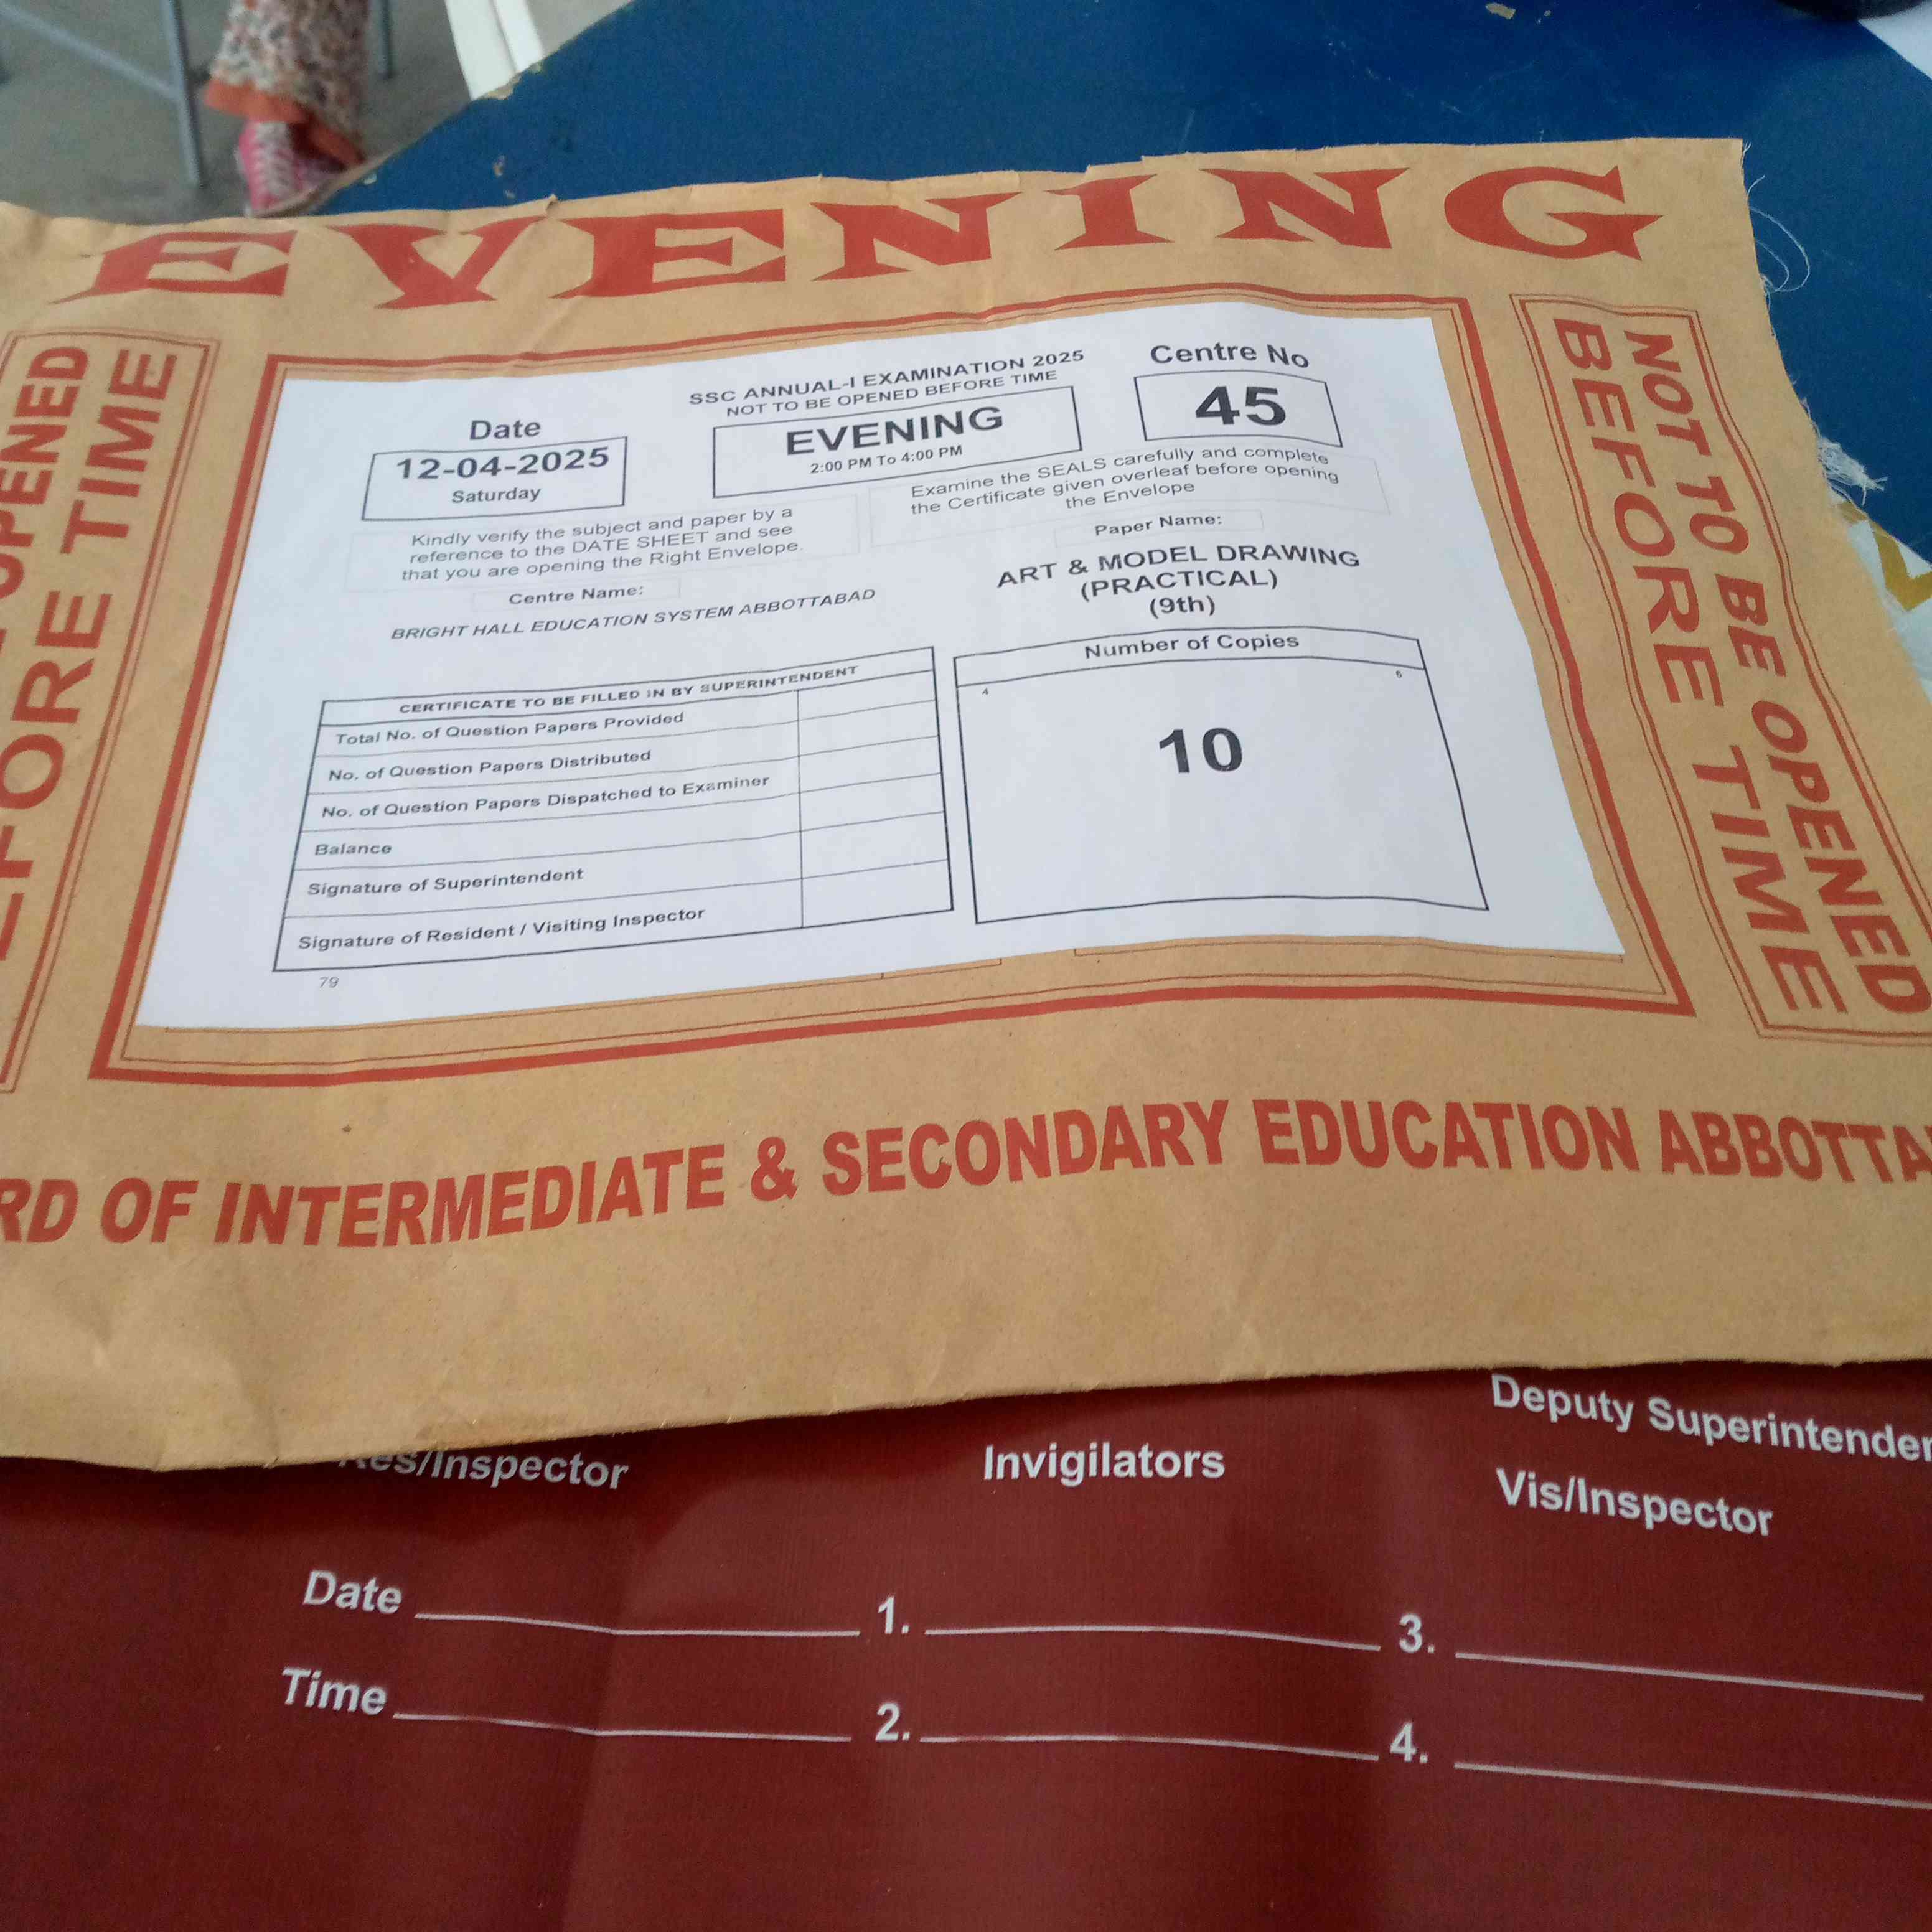 EVENING
OPENED
BEFORE TIME
NOT TO BE OPENED
BEFORE TIME
SSC ANNUAL-I EXAMINATION 2025
NOT TO BE OPENED BEFORE TIME
Date
12-04-2025
Saturday
EVENING
2:00 PM To 4:00 PM
Centre No
45
Kindly verify the subject and paper by a
reference to the DATE SHEET and see
that you are opening the Right Envelope.
Examine the SEALS carefully and complete
the Certificate given overleaf before opening
the Envelope
Centre Name:
BRIGHT HALL EDUCATION SYSTEM ABBOTTABAD
Paper Name:
ART & MODEL DRAWING
(PRACTICAL)
(9th)
CERTIFICATE TO BE FILLED IN BY SUPERINTENDENT
Total No. of Question Papers Provided
No. of Question Papers Distributed
No. of Question Papers Dispatched to Examiner
Balance
Signature of Superintendent
Signature of Resident / Visiting Inspector
79
Number of Copies
4
10
RD OF INTERMEDIATE & SECONDARY EDUCATION ABBOTTA
Res/Inspector
Invigilators
Deputy Superintender
Vis/Inspector
Date
1.
3.
Time
2.
4.